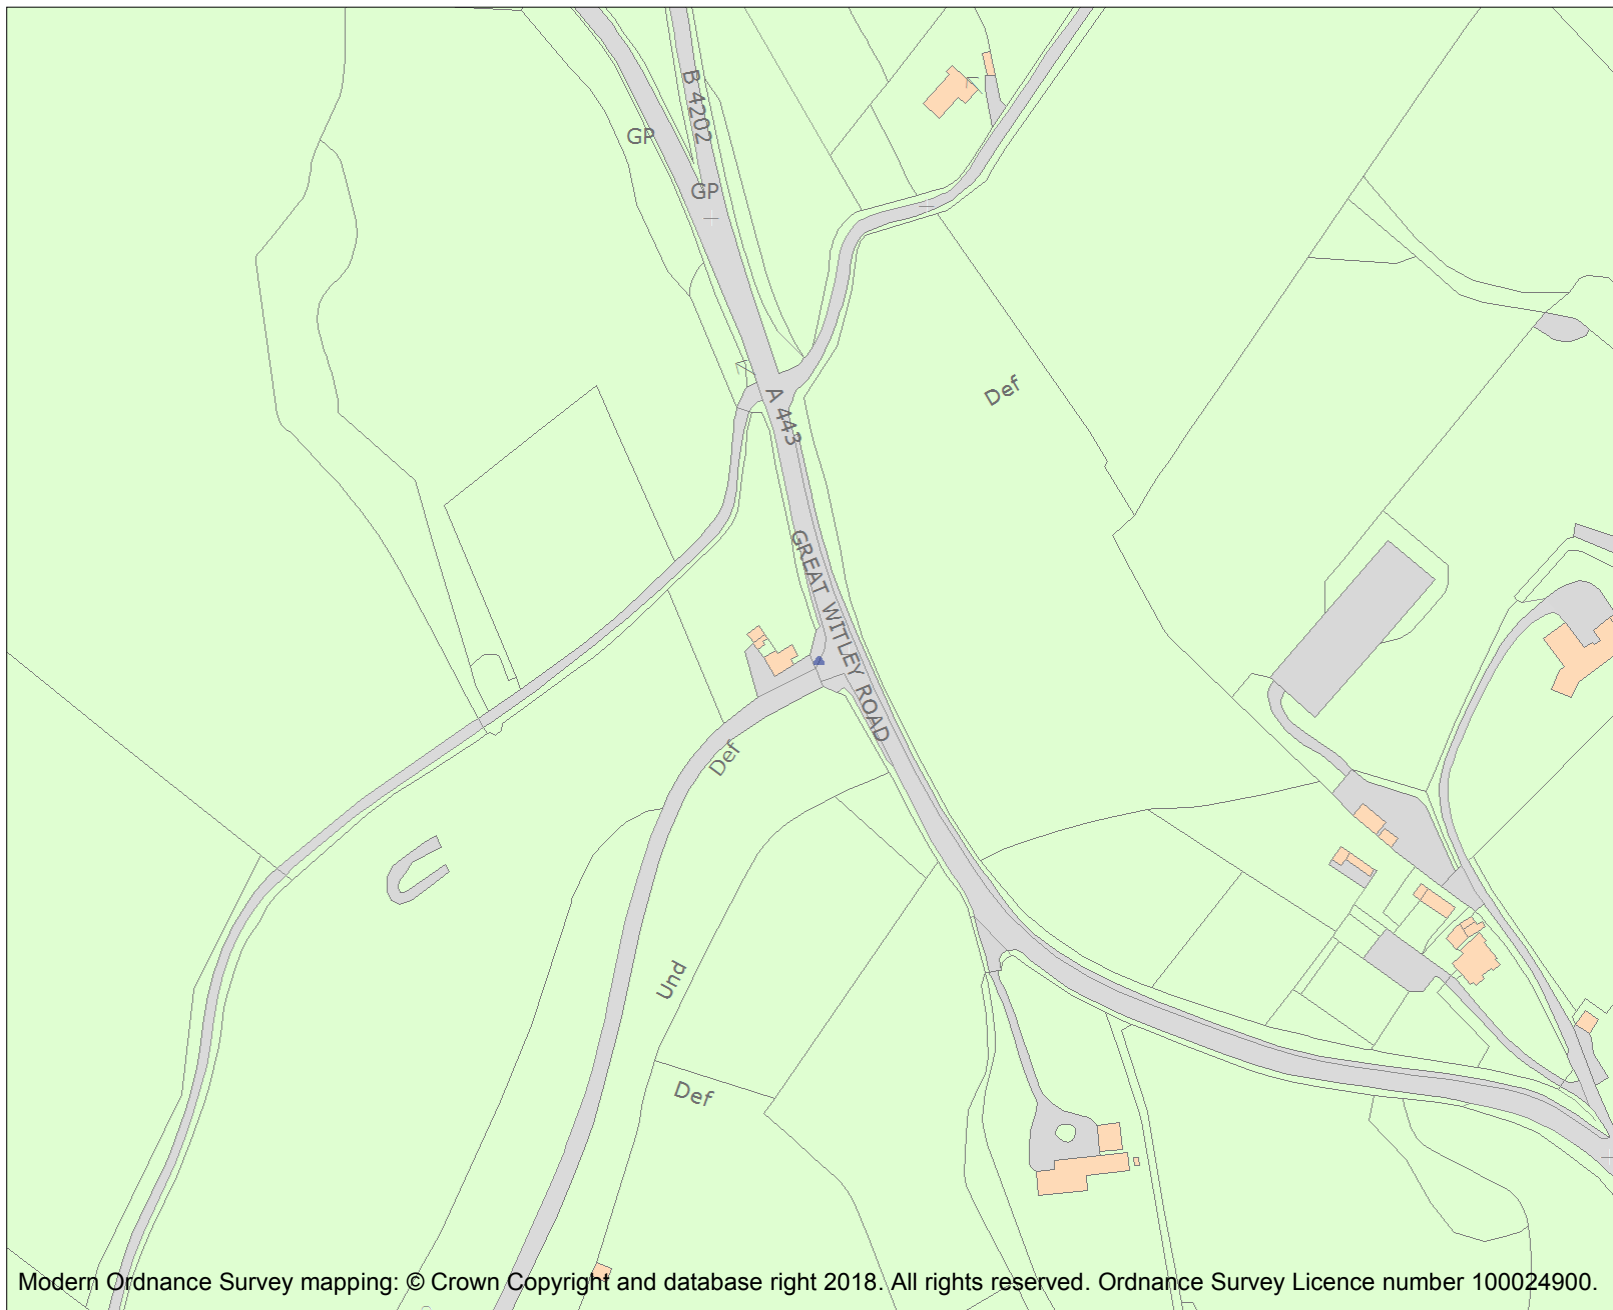 B 4202
GP
GP
A 443
Def
GREAT WITLEY ROAD
Def
Und
Def
Modern Ordnance Survey mapping: © Crown Copyright and database right 2018. All rights reserved. Ordnance Survey Licence number 100024900.